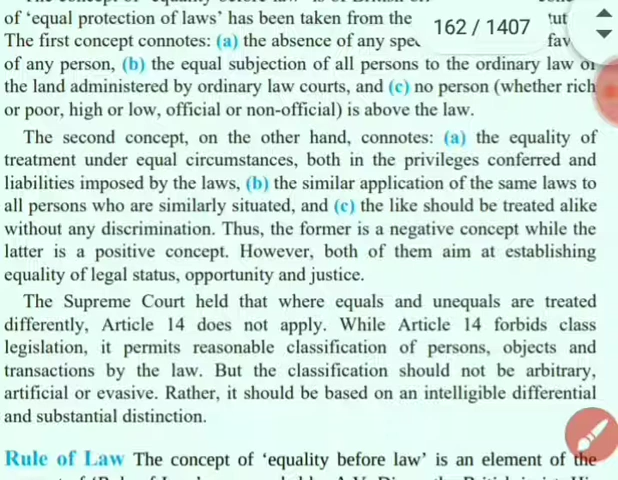 of ‘equal protection of laws’ has been taken from the
162 / 1407
The first concept connotes: (a) the absence of any fav
of any person, (b) the equal subjection of all persons to the ordinary law of
the land administered by ordinary law courts, and (c) no person (whether rich
or poor, high or low, official or non-official) is above the law.
The second concept, on the other hand, connotes: (a) the equality of
treatment under equal circumstances, both in the privileges conferred and
liabilities imposed by the laws, (b) the similar application of the same laws to
all persons who are similarly situated, and (c) the like should be treated alike
without any discrimination. Thus, the former is a negative concept while the
latter is a positive concept. However, both of them aim at establishing
equality of legal status, opportunity and justice.
The Supreme Court held that where equals and unequals are treated
differently, Article 14 does not apply. While Article 14 forbids class
legislation, it permits reasonable classification of persons, objects and
transactions by the law. But the classification should not be arbitrary,
artificial or evasive. Rather, it should be based on an intelligible differential
and substantial distinction.
Rule of Law The concept of ‘equality before law’ is an element of the